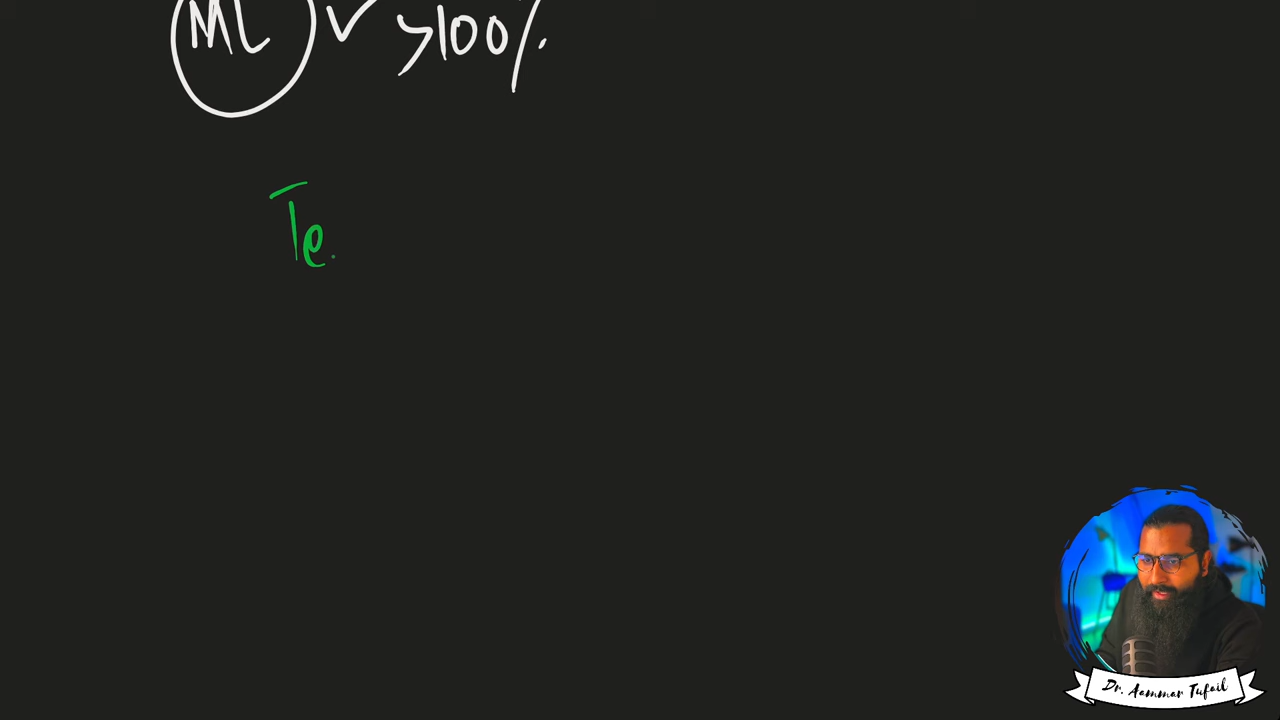 ML ✓ >100%
Te.
Dr. Aammar Tufail